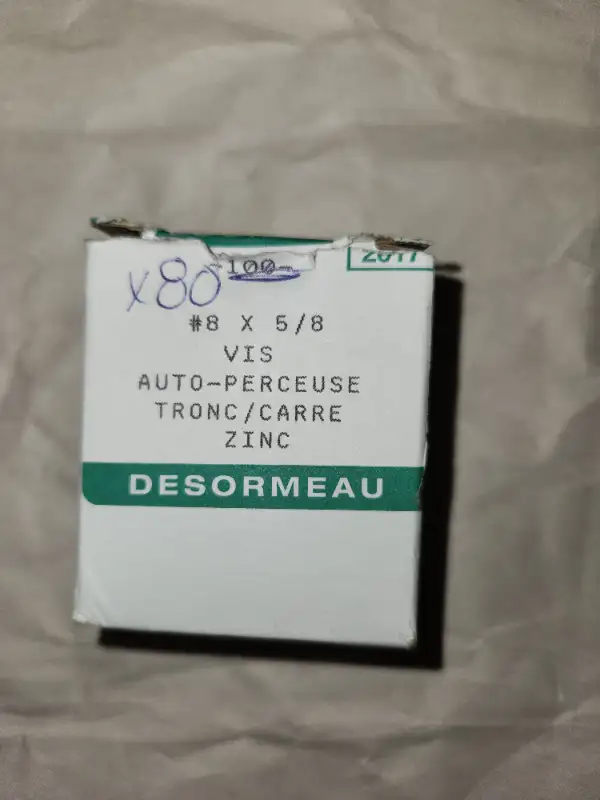 2017
-100-
x80
#8 X 5/8
VIS
AUTO-PERCEUSE
TRONC/CARRE
ZINC
DESORMEAU